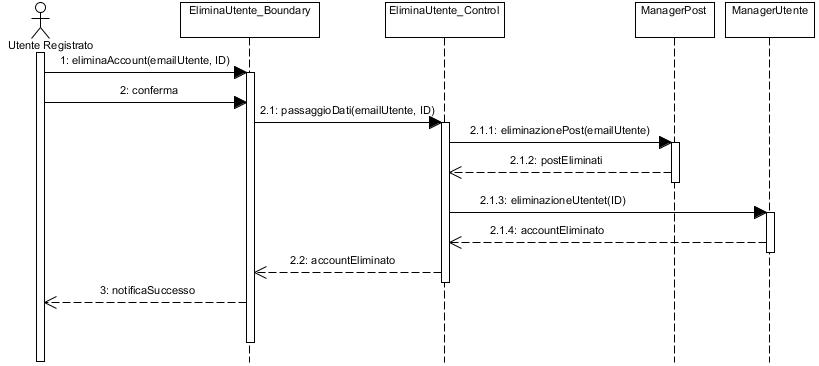 EliminaUtente_Boundary
EliminaUtente_Control
ManagerPost
ManagerUtente
Utente Registrato
1: eliminaAccount(emailUtente, ID)
2: conferma
2.1: passaggioDati(emailUtente, ID)
2.1.1: eliminazionePost(emailUtente)
2.1.2: postEliminati
2.1.3: eliminazioneUtentet(ID)
2.1.4: accountEliminato
2.2: accountEliminato
3: notificaSuccesso